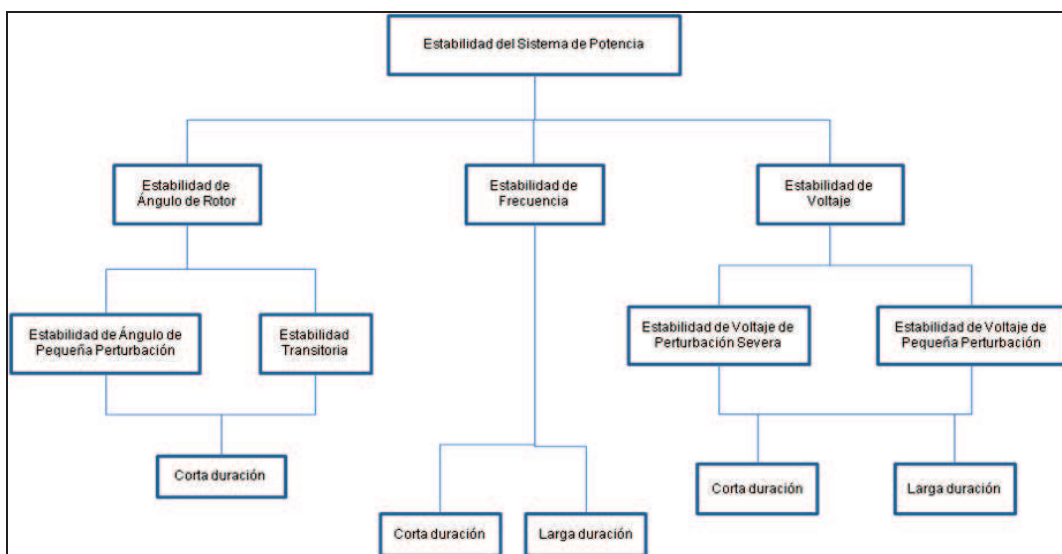 Estabilidad del Sistema de Potencia
Estabilidad de
Ángulo de Rotor
Estabilidad de
Frecuencia
Estabilidad de
Voltaje
Estabilidad de Ángulo de
Pequeña Perturbación
Estabilidad
Transitoria
Estabilidad de Voltaje de
Perturbación Severa
Estabilidad de Voltaje de
Pequeña Perturbación
Corta duración
Corta duración
Larga duración
Corta duración
Larga duración